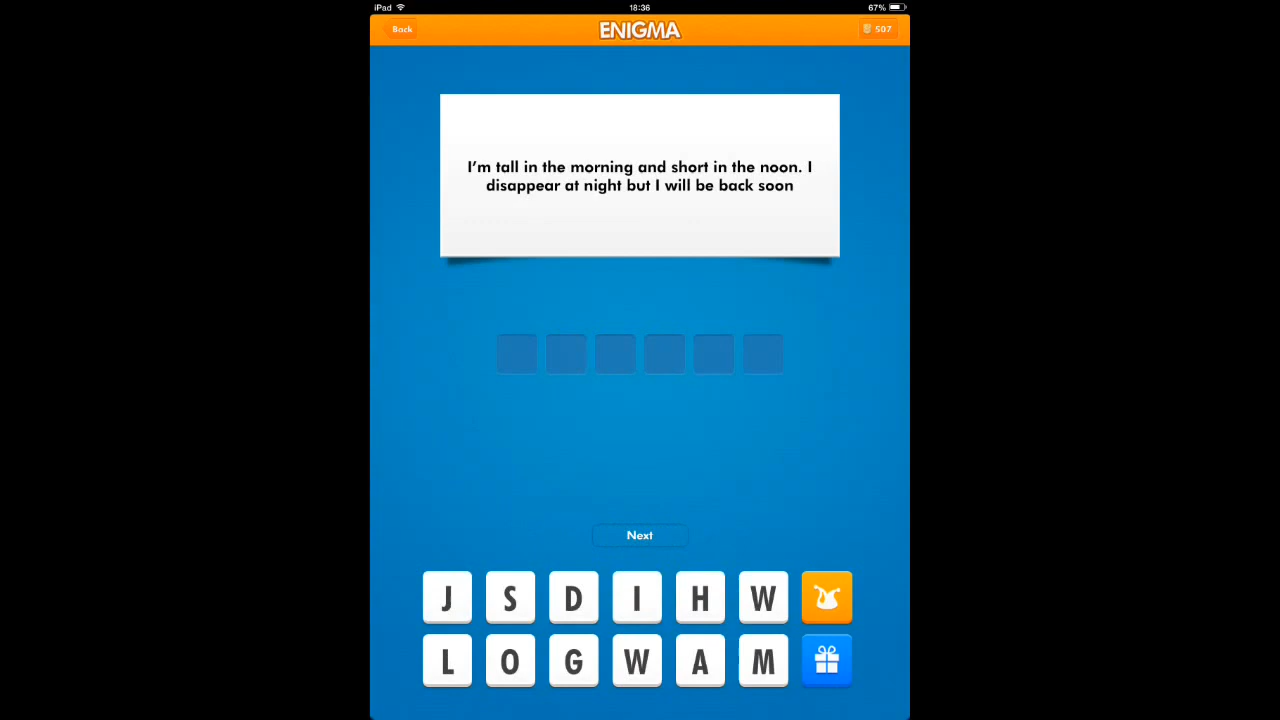 iPad 18:36 67%
Back ENIGMA 507
I'm tall in the morning and short in the noon. I
disappear at night but I will be back soon
Next
J S D I H W
L O G W A M